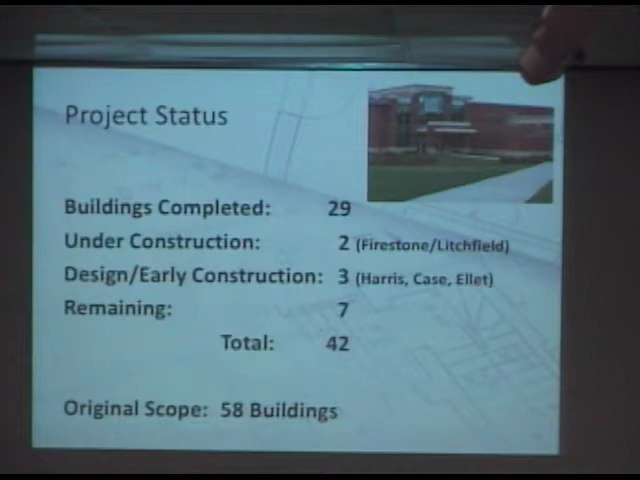 Project Status
Buildings Completed: 29
Under Construction: 2 (Firestone/Litchfield)
Design/Early Construction: 3 (Harris, Case, Ellet)
Remaining: 7
Total: 42
Original Scope: 58 Buildings